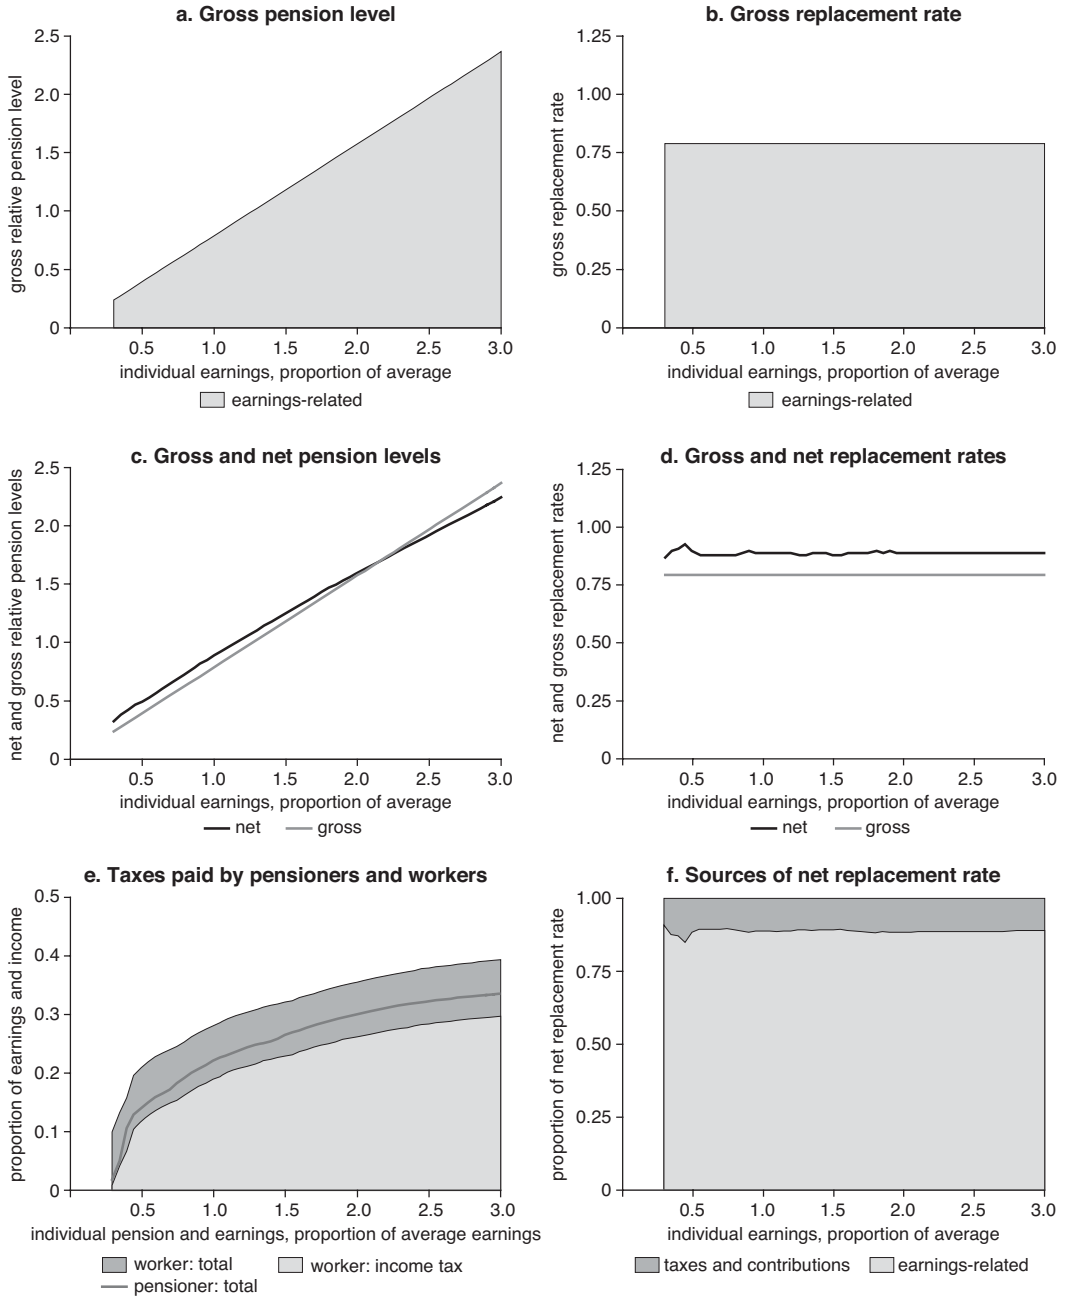 a. Gross pension level
gross relative pension level
2.5
2.0
1.5
1.0
0.5
0
0.5 1.0 1.5 2.0 2.5 3.0
individual earnings, proportion of average
earnings-related
b. Gross replacement rate
gross replacement rate
1.25
1.00
0.75
0.50
0.25
0
0.5 1.0 1.5 2.0 2.5 3.0
individual earnings, proportion of average
earnings-related
c. Gross and net pension levels
net and gross relative pension levels
2.5
2.0
1.5
1.0
0.5
0
0.5 1.0 1.5 2.0 2.5 3.0
individual earnings, proportion of average
net gross
d. Gross and net replacement rates
net and gross replacement rates
1.25
1.00
0.75
0.50
0.25
0
0.5 1.0 1.5 2.0 2.5 3.0
individual earnings, proportion of average
net gross
e. Taxes paid by pensioners and workers
proportion of earnings and income
0.5
0.4
0.3
0.2
0.1
0
0.5 1.0 1.5 2.0 2.5 3.0
individual pension and earnings, proportion of average earnings
worker: total worker: income tax
pensioner: total
f. Sources of net replacement rate
proportion of net replacement rate
1.00
0.75
0.50
0.25
0
0.5 1.0 1.5 2.0 2.5 3.0
individual earnings, proportion of average
taxes and contributions earnings-related